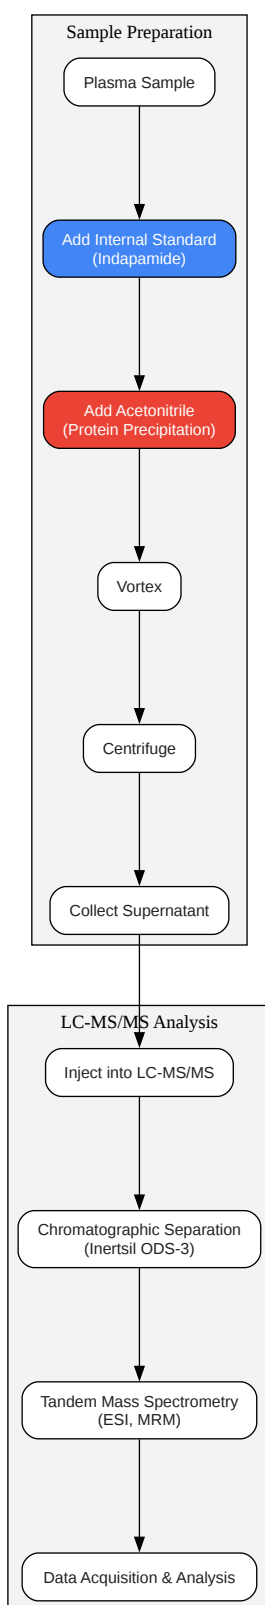 Sample Preparation
Plasma Sample
Add Internal Standard
(Indapamide)
Add Acetonitrile
(Protein Precipitation)
Vortex
Centrifuge
Collect Supernatant
LC-MS/MS Analysis
Inject into LC-MS/MS
Chromatographic Separation
(Inertsil ODS-3)
Tandem Mass Spectrometry
(ESI, MRM)
Data Acquisition & Analysis